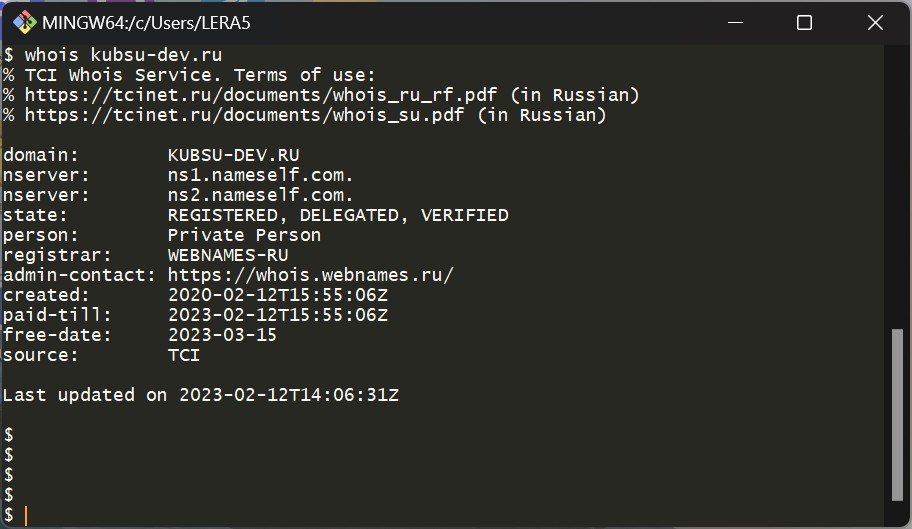 MINGW64:/c/Users/LERA5
$ whois kubsu-dev.ru
% TCI Whois Service. Terms of use:
% https://tcinet.ru/documents/whois_ru_rf.pdf (in Russian)
% https://tcinet.ru/documents/whois_su.pdf (in Russian)
domain:        KUBSU-DEV.RU
nserver:       ns1.nameself.com.
nserver:       ns2.nameself.com.
state:         REGISTERED, DELEGATED, VERIFIED
person:        Private Person
registrar:     WEBNAMES-RU
admin-contact: https://whois.webnames.ru/
created:       2020-02-12T15:55:06Z
paid-till:     2023-02-12T15:55:06Z
free-date:     2023-03-15
source:        TCI
Last updated on 2023-02-12T14:06:31Z
$
$
$
$
$